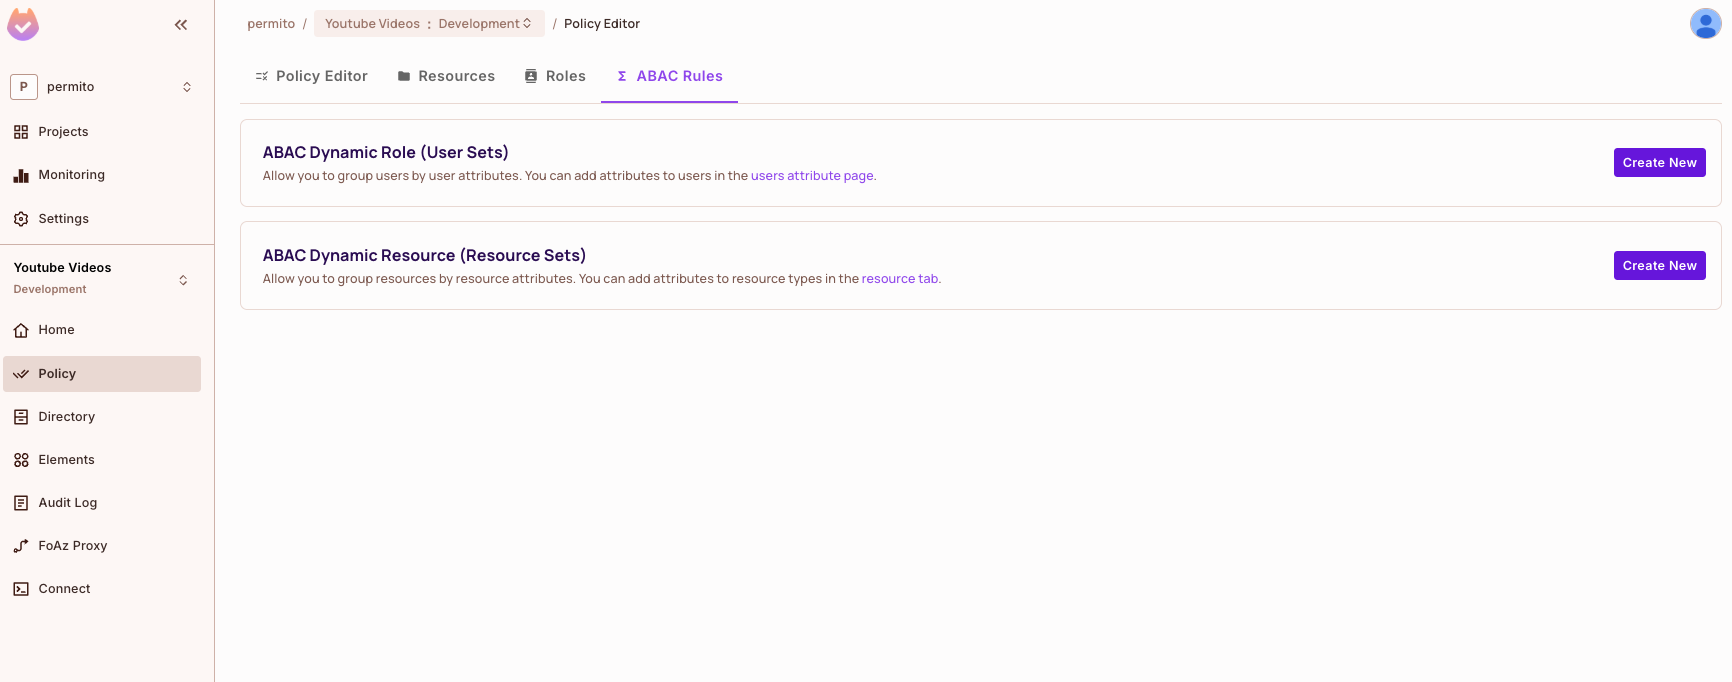 permito / Youtube Videos : Development / Policy Editor
P permito
Projects
Monitoring
Settings
Youtube Videos
Development
Home
Policy
Directory
Elements
Audit Log
FoAz Proxy
Connect
Policy Editor Resources Roles ABAC Rules
ABAC Dynamic Role (User Sets)
Allow you to group users by user attributes. You can add attributes to users in the users attribute page.
Create New
ABAC Dynamic Resource (Resource Sets)
Allow you to group resources by resource attributes. You can add attributes to resource types in the resource tab.
Create New